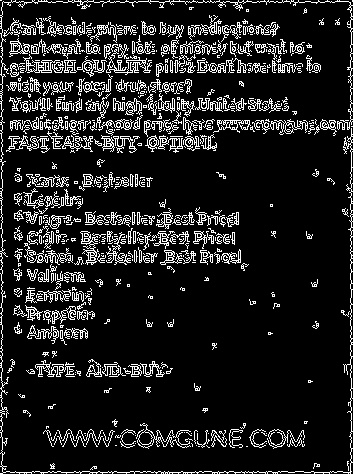 Can't decide where to buy medications?
Don't want to pay lots of money but want to
get HIGH-QUALITY pills? Don't have time to
visit your local drug store?
You'll find any high-quality United States
medication at good price here www.comgune.com
FAST EASY - BUY - OPTION!
* Xanax - Bestseller
* Levitra
* Viagra - Bestseller, Best Price!
* Cialis - Bestseller, Best Price!
* Soma - Bestseller, Best Price!
* Valium
*
* Propecia
* Ambien
-TYPE- AND -BUY-
WWW.COMGUNE.COM